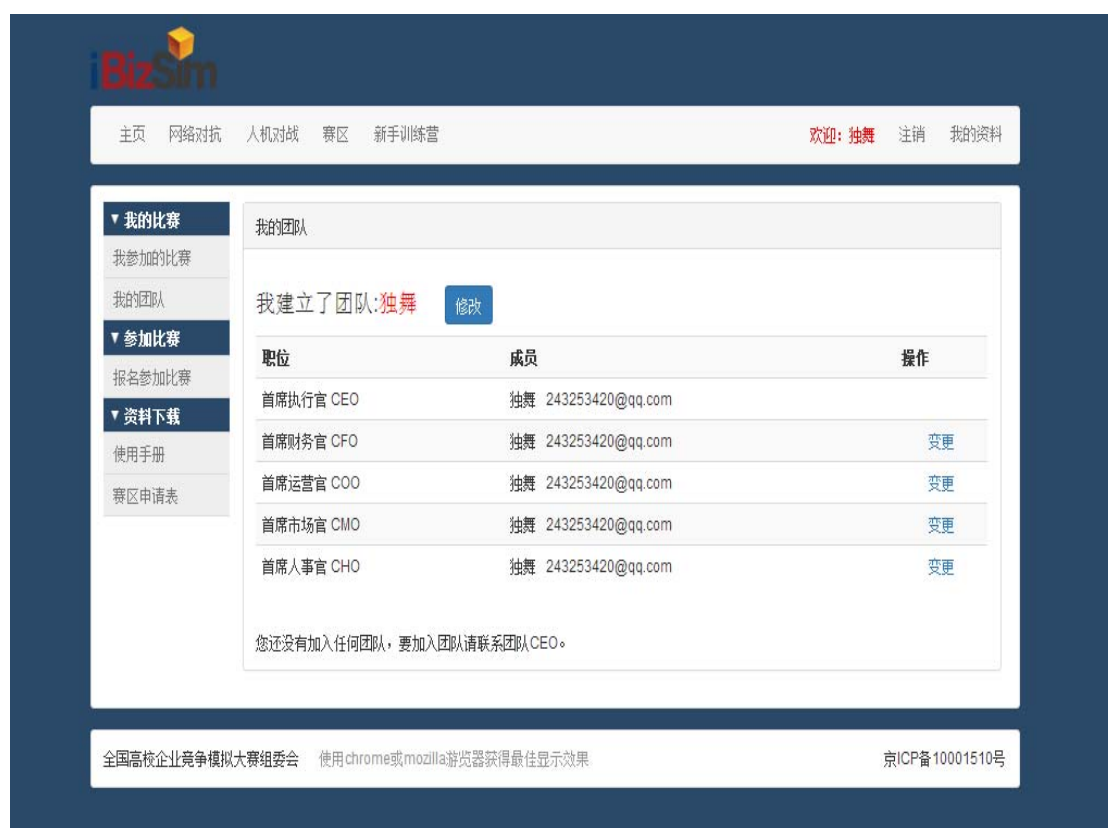 iBizSim
主页 网络对抗 人机对战 赛区 新手训练营 欢迎：独舞 注销 我的资料
▼ 我的比赛
我参加的比赛
我的团队
▼ 参加比赛
报名参加比赛
▼ 资料下载
使用手册
赛区申请表
我的团队
我建立了团队:独舞 修改
职位 成员 操作
首席执行官 CEO 独舞 243253420@qq.com
首席财务官 CFO 独舞 243253420@qq.com 变更
首席运营官 COO 独舞 243253420@qq.com 变更
首席市场官 CMO 独舞 243253420@qq.com 变更
首席人事官 CHO 独舞 243253420@qq.com 变更
您还没有加入任何团队，要加入团队请联系团队CEO。
全国高校企业竞争模拟大赛组委会 使用chrome或mozilla游览器获得最佳显示效果 京ICP备10001510号